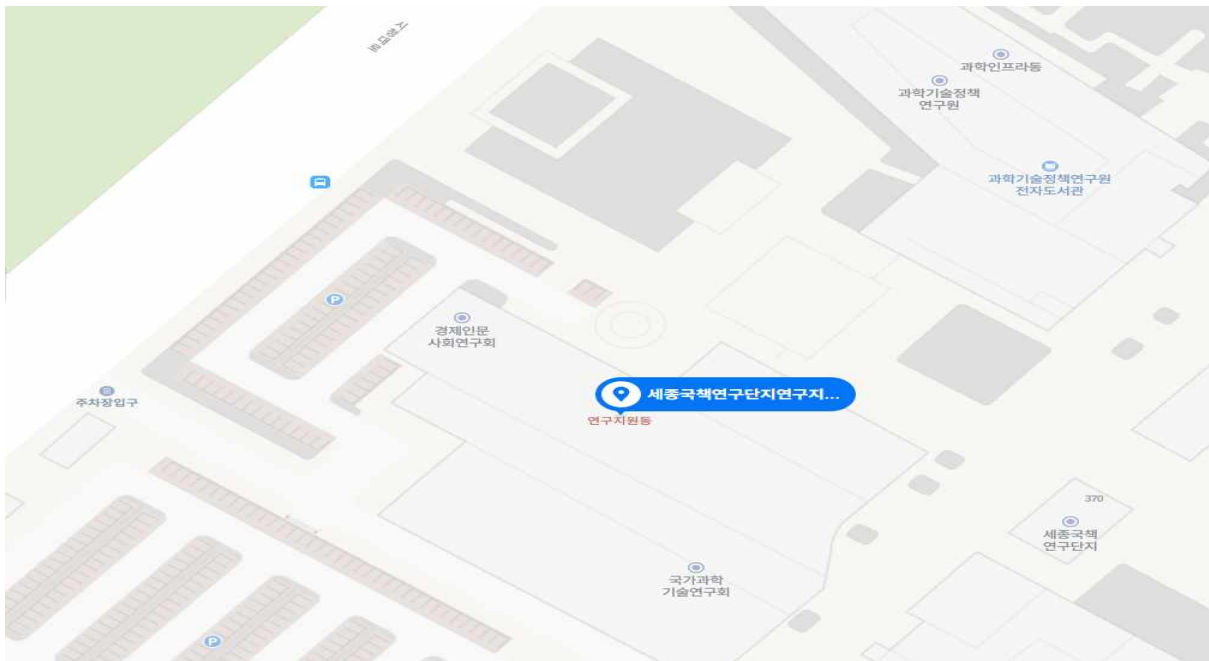 시청대로
과학인프라동
과학기술정책
연구원
과학기술정책연구원
전자도서관
P
경제인문
사회연구회
주차장입구
세종국책연구단지연구지...
연구지원동
370
세종국책
연구단지
국가과학
기술연구회
P